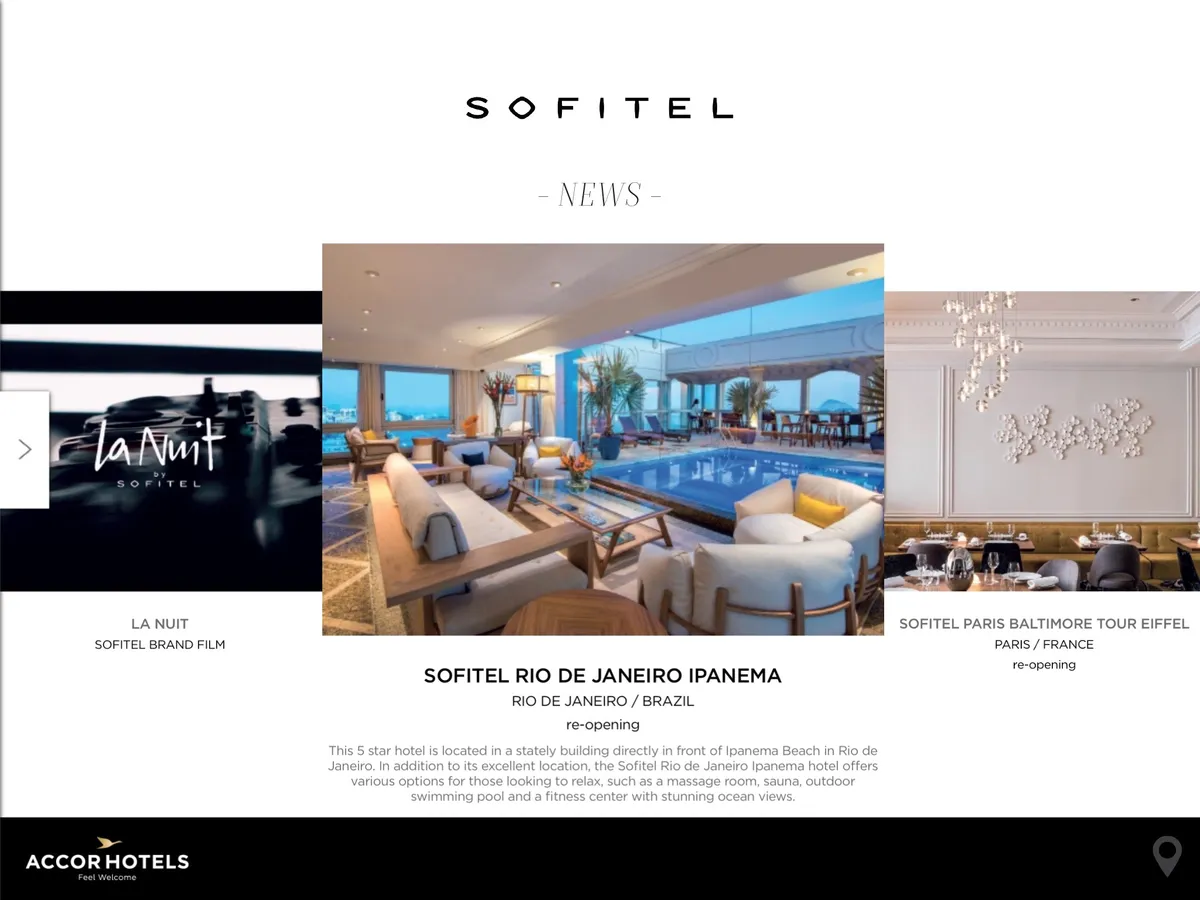 SOFITEL
- NEWS -
la Nuit
by
SOFITEL
LA NUIT
SOFITEL BRAND FILM
SOFITEL RIO DE JANEIRO IPANEMA
RIO DE JANEIRO / BRAZIL
re-opening
This 5 star hotel is located in a stately building directly in front of Ipanema Beach in Rio de
Janeiro. In addition to its excellent location, the Sofitel Rio de Janeiro Ipanema hotel offers
various options for those looking to relax, such as a massage room, sauna, outdoor
swimming pool and a fitness center with stunning ocean views.
SOFITEL PARIS BALTIMORE TOUR EIFFEL
PARIS / FRANCE
re-opening
ACCOR HOTELS
Feel Welcome